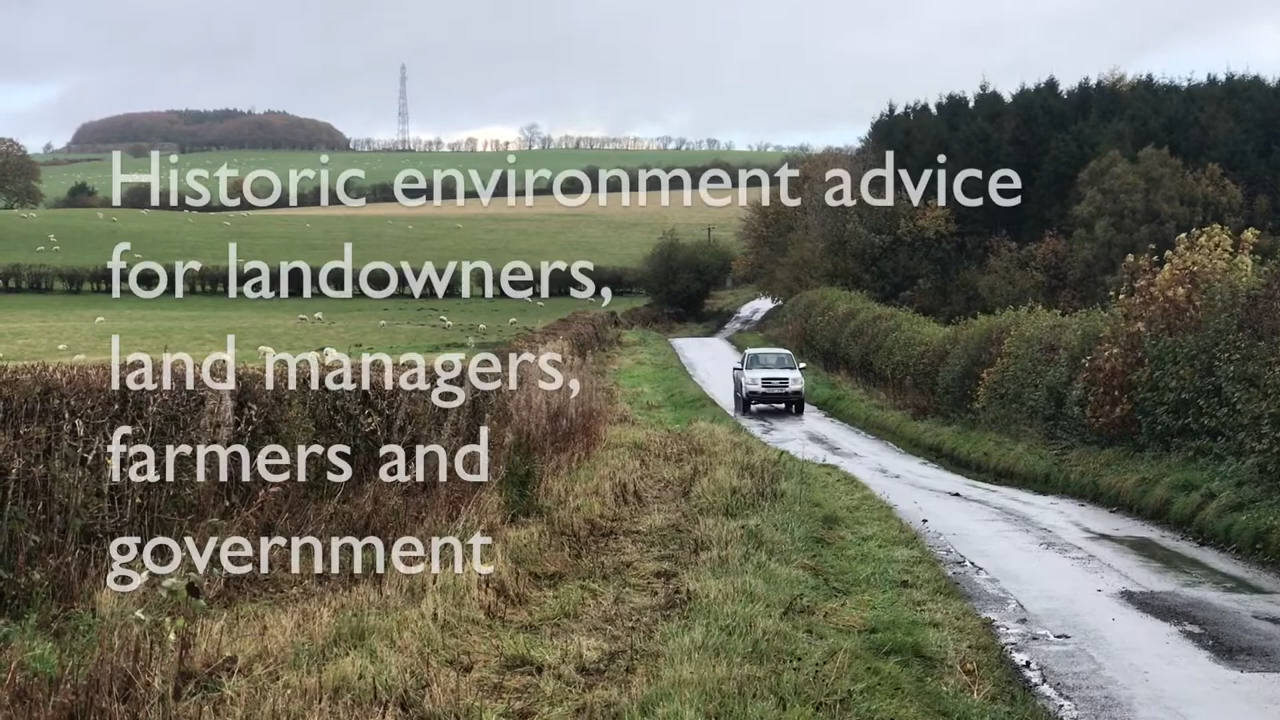 Historic environment advice
for landowners,
land managers,
farmers and
government